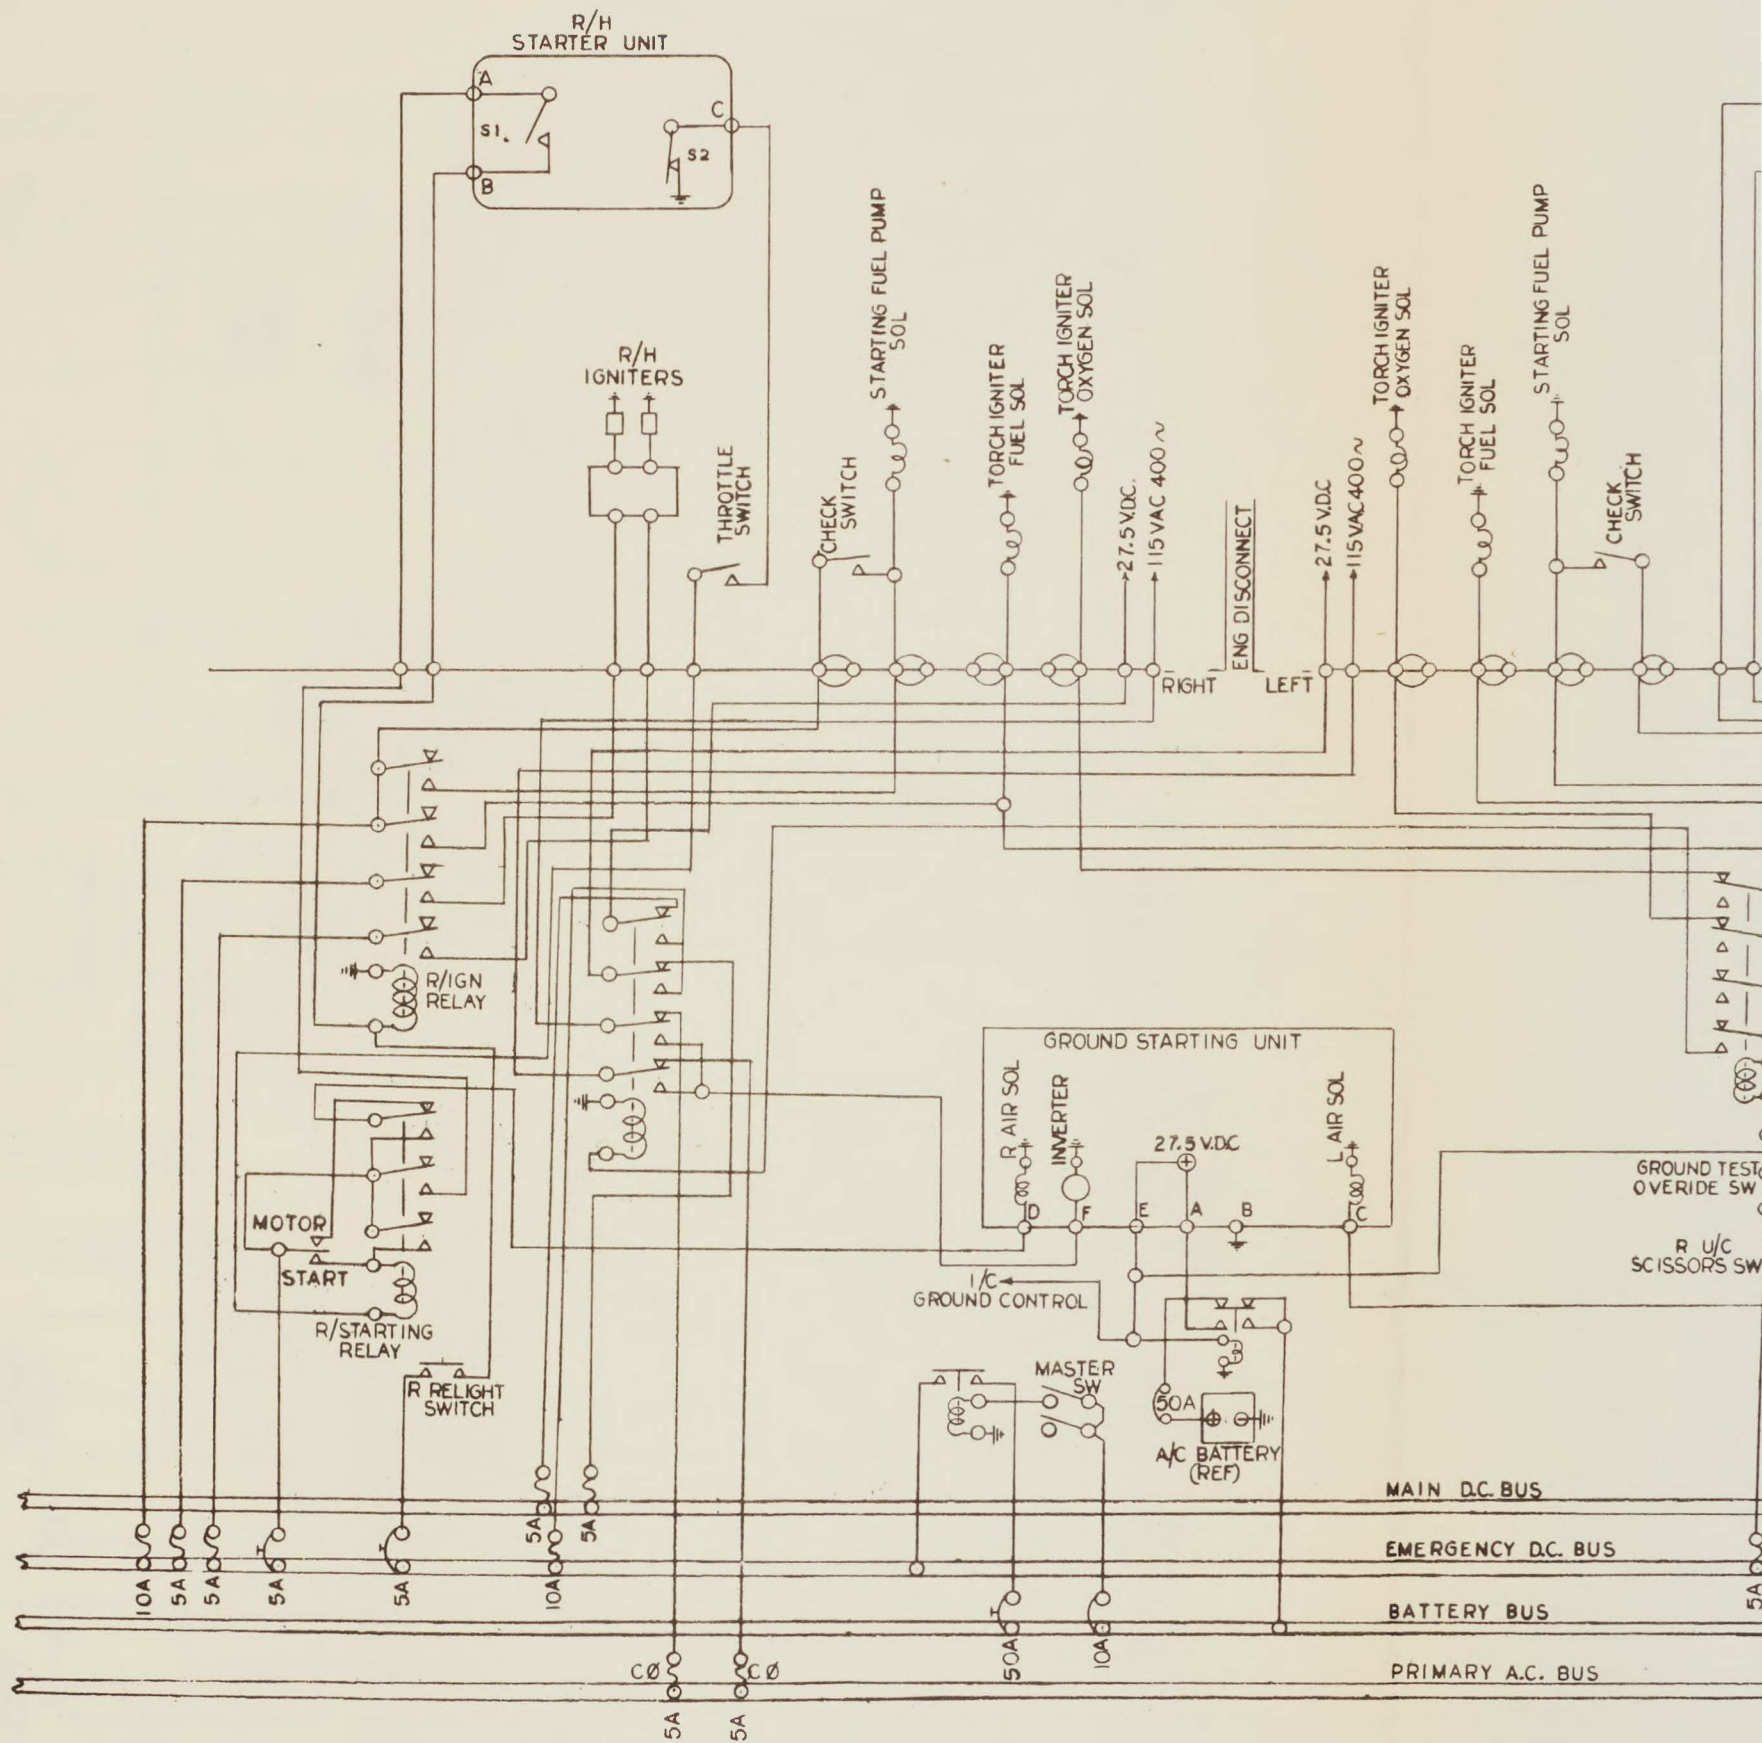 R/H
STARTER UNIT
A
S1.
B
C
S2
R/H
IGNITERS
THROTTLE
SWITCH
CHECK
SWITCH
STARTING FUEL PUMP
SOL
TORCH IGNITER
FUEL SOL
TORCH IGNITER
OXYGEN SOL
27.5 V.D.C.
115 VAC 400~
ENG DISCONNECT
RIGHT
LEFT
27.5 V.D.C
115 VAC 400~
TORCH IGNITER
OXYGEN SOL
TORCH IGNITER
FUEL SOL
STARTING FUEL PUMP
SOL
CHECK
SWITCH
R/IGN
RELAY
GROUND STARTING UNIT
R AIR SOL
INVERTER
27.5 V.D.C
L AIR SOL
D
F
E
A
B
C
GROUND TEST
OVERIDE SW
R U/C
SCISSORS SW
MOTOR
START
R/STARTING
RELAY
R RELIGHT
SWITCH
I/C
GROUND CONTROL
MASTER
SW
50A
A/C BATTERY
(REF)
MAIN D.C. BUS
5A
5A
EMERGENCY D.C. BUS
10A
5A
5A
5A
5A
10A
5A
BATTERY BUS
50A
10A
CØ
CØ
PRIMARY A.C. BUS
5A
5A